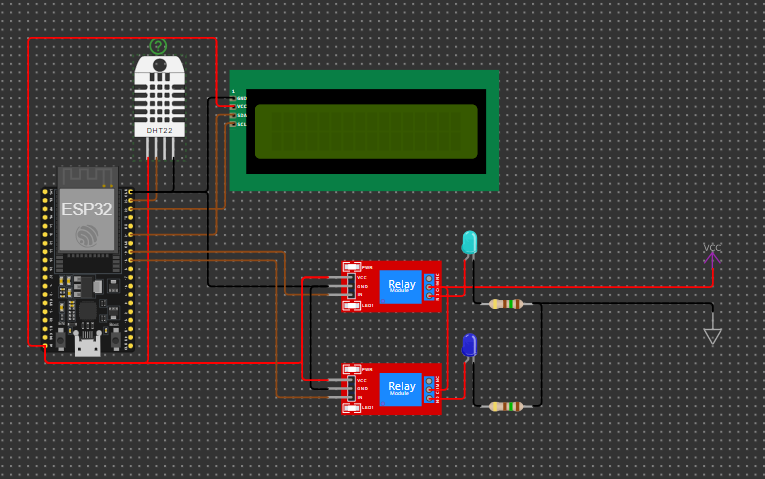 ?
DHT22
1
GND
VCC
SDA
SCL
ESP32
VCC
PWR
VCC
GND
IN
LED1
Relay
Module
PWR
VCC
GND
IN
LED1
Relay
Module